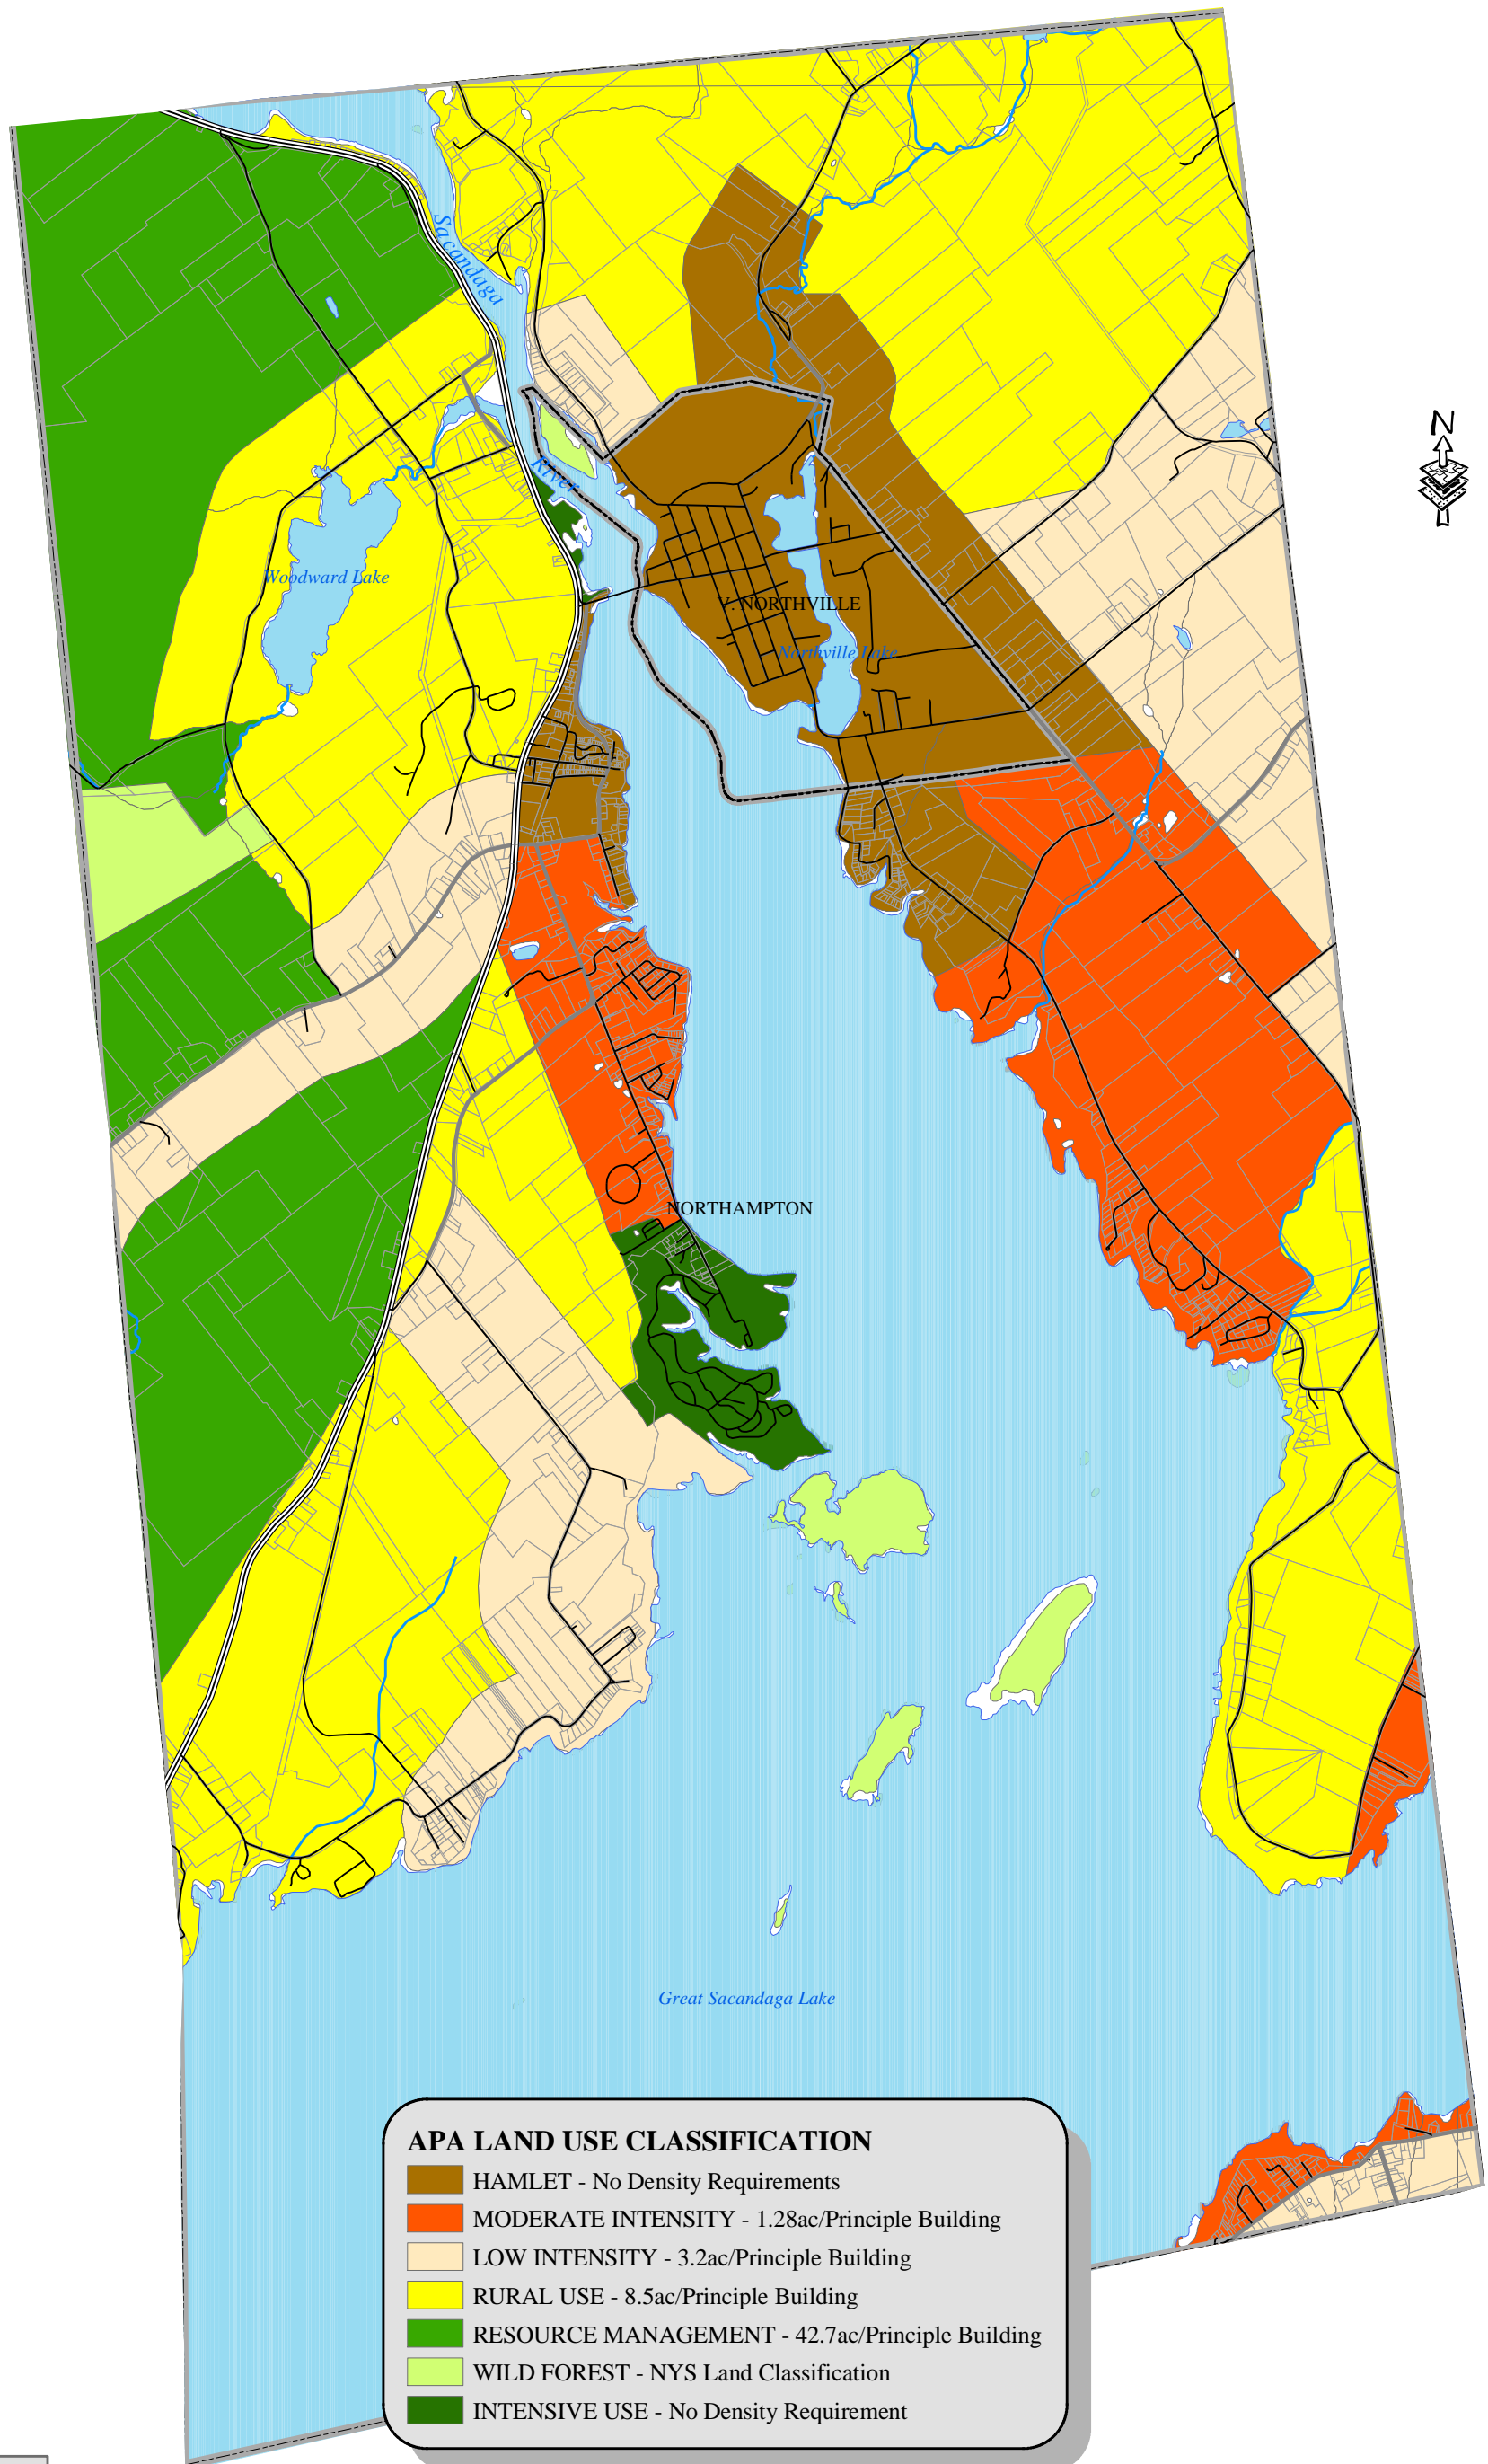 N
Sacandaga
River
Woodward Lake
V. NORTHVILLE
Northville Lake
NORTHAMPTON
Great Sacandaga Lake
APA LAND USE CLASSIFICATION
HAMLET - No Density Requirements
MODERATE INTENSITY - 1.28ac/Principle Building
LOW INTENSITY - 3.2ac/Principle Building
RURAL USE - 8.5ac/Principle Building
RESOURCE MANAGEMENT - 42.7ac/Principle Building
WILD FOREST - NYS Land Classification
INTENSIVE USE - No Density Requirement